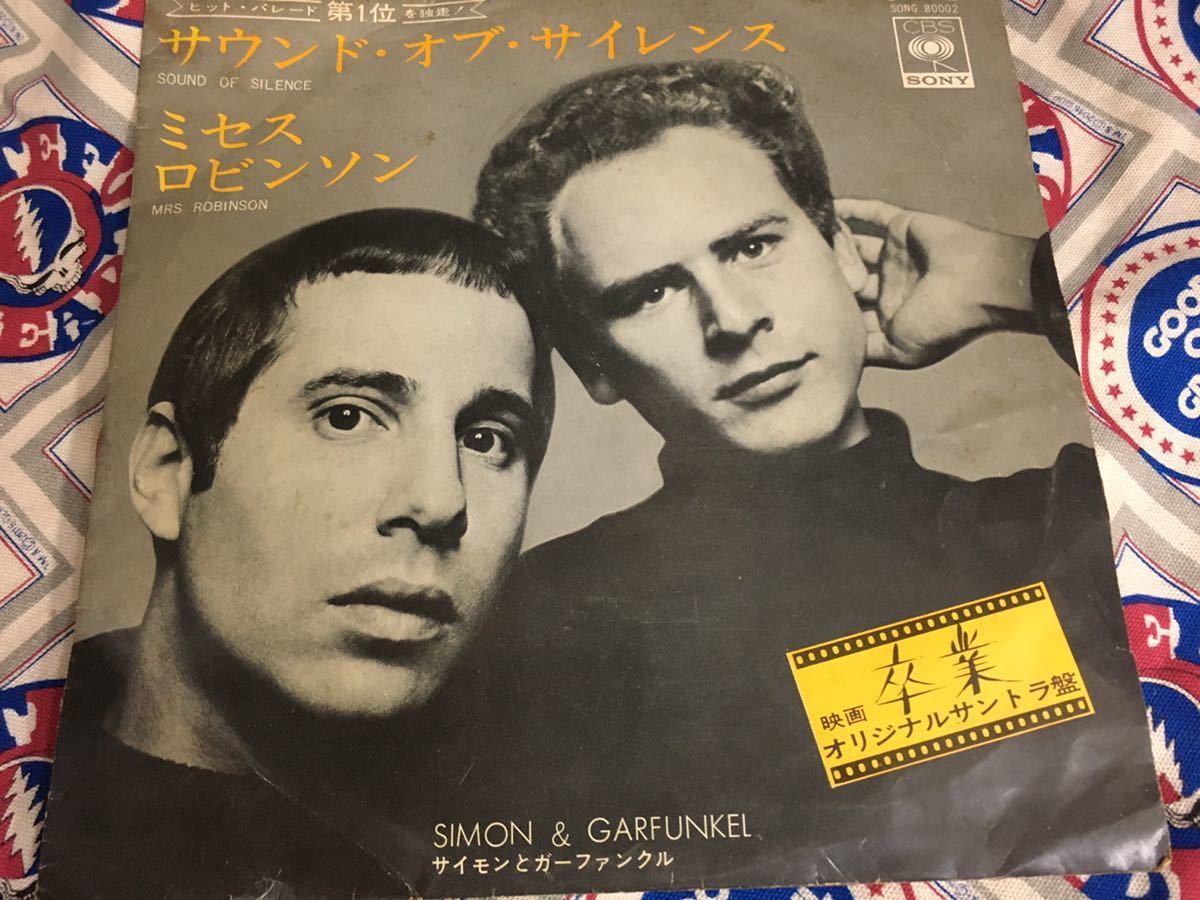 ヒット・パレード 第1位 を独走!
サウンド・オブ・サイレンス
SOUND OF SILENCE
ミセス
ロビンソン
MRS ROBINSON
SONG 80002
CBS
SONY
映画 卒業
オリジナルサントラ盤
SIMON & GARFUNKEL
サイモンとガーファンクル
GOOD